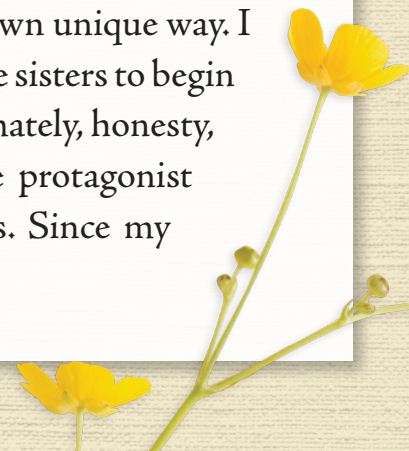 wn unique way. I
e sisters to begin
nately, honesty,
e protagonist
s. Since my